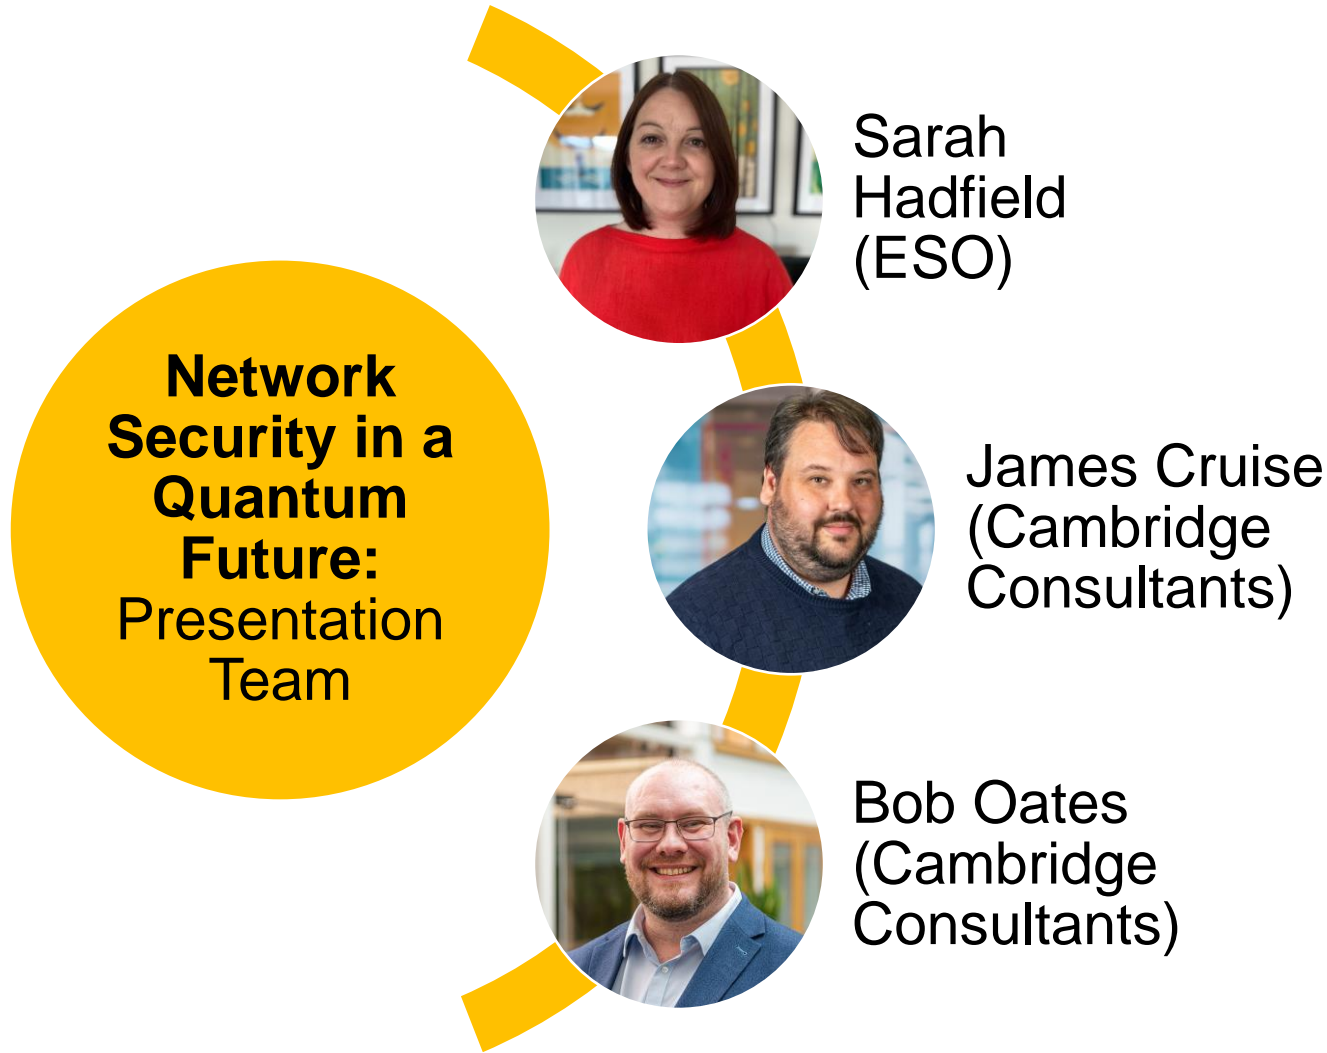 Network
Security in a
Quantum
Future:
Presentation
Team
Sarah
Hadfield
(ESO)
James Cruise
(Cambridge
Consultants)
Bob Oates
(Cambridge
Consultants)